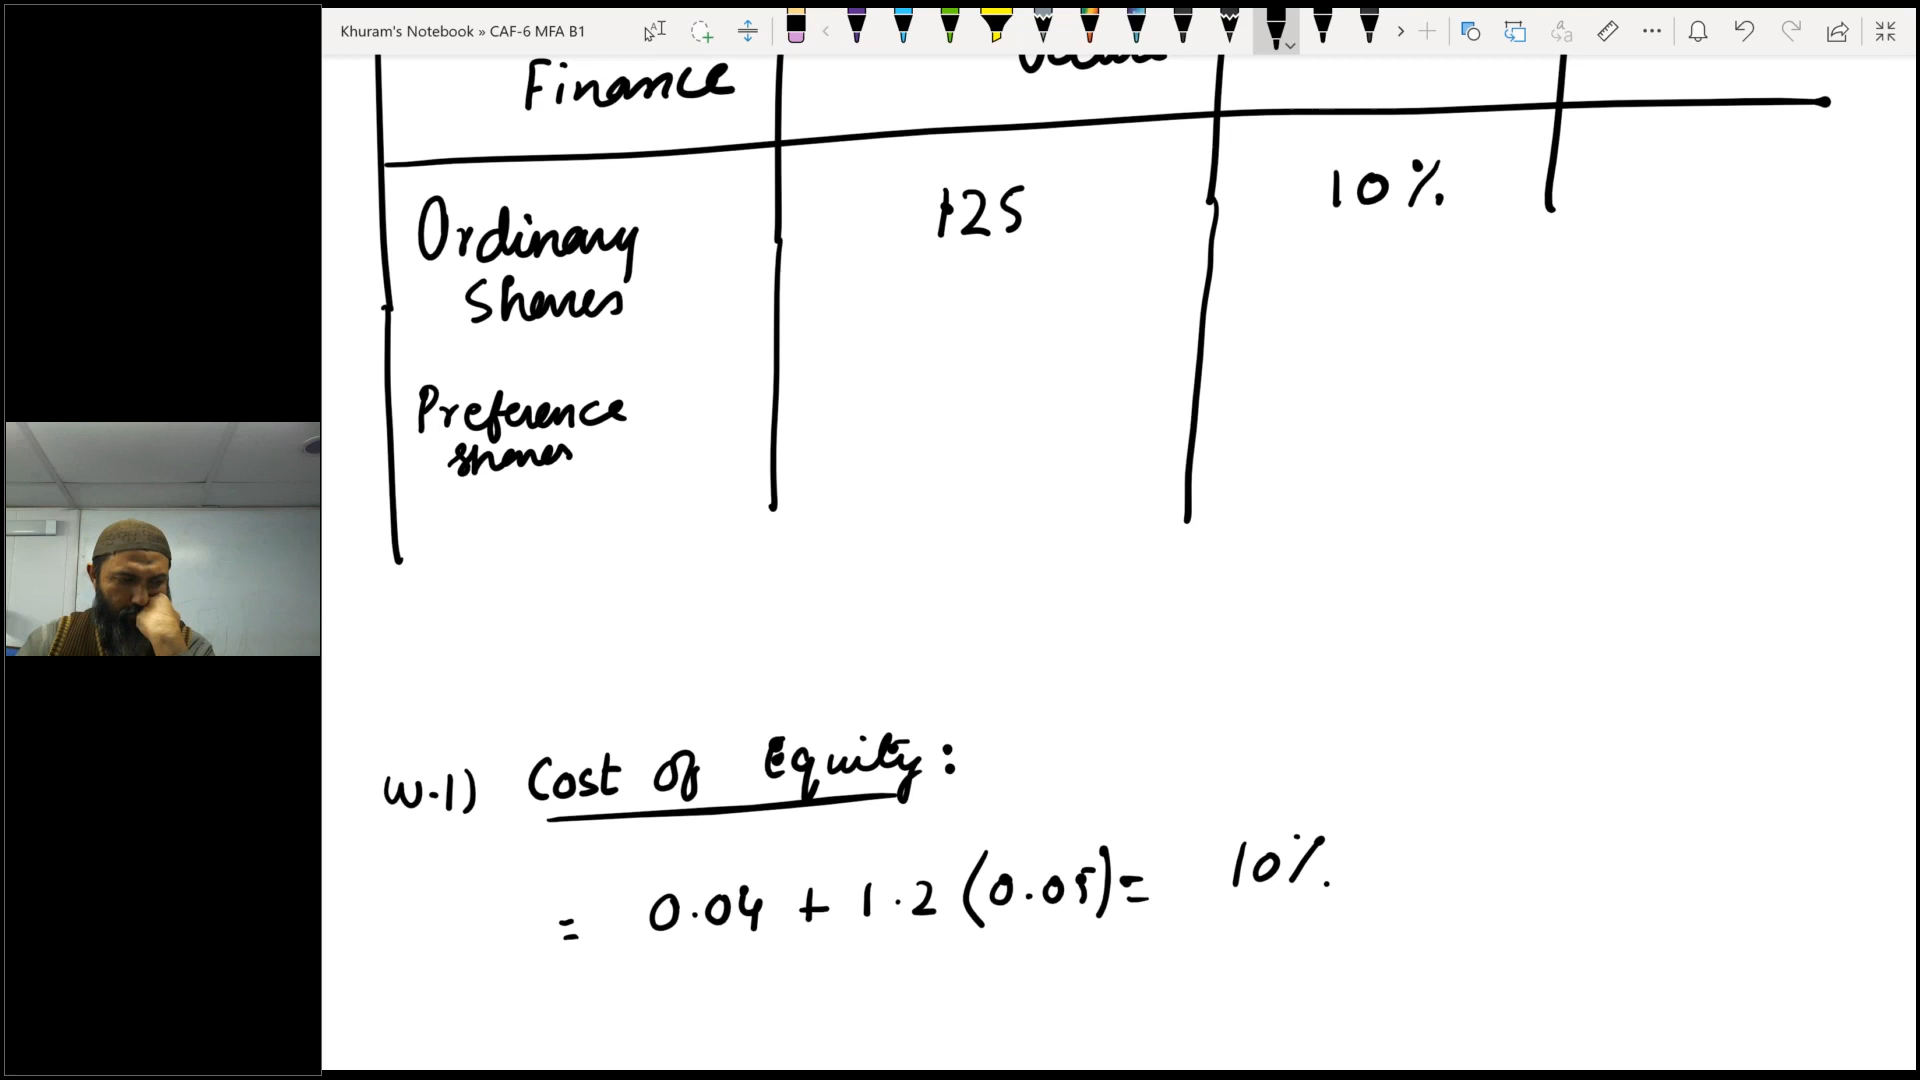 Khuram's Notebook » CAF-6 MFA B1
Finance
Ordinary 125 10%
Shares
Preference
shares
W-1) Cost of Equity:
= 0.04 + 1.2 (0.05) = 10%